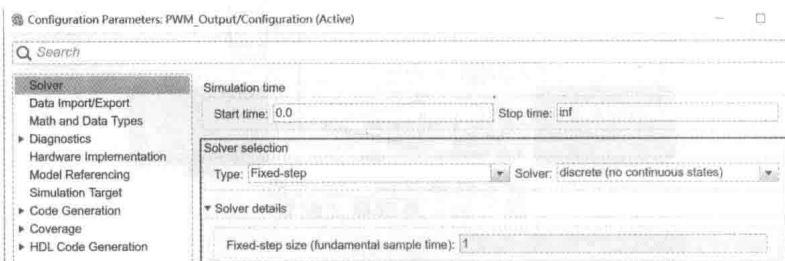 Configuration Parameters: PWM_Output/Configuration (Active)
Search
Solver
Data Import/Export
Math and Data Types
Diagnostics
Hardware Implementation
Model Referencing
Simulation Target
Code Generation
Coverage
HDL Code Generation
Simulation time
Start time: 0.0 Stop time: inf
Solver selection
Type: Fixed-step Solver: discrete (no continuous states)
Solver details
Fixed-step size (fundamental sample time): 1